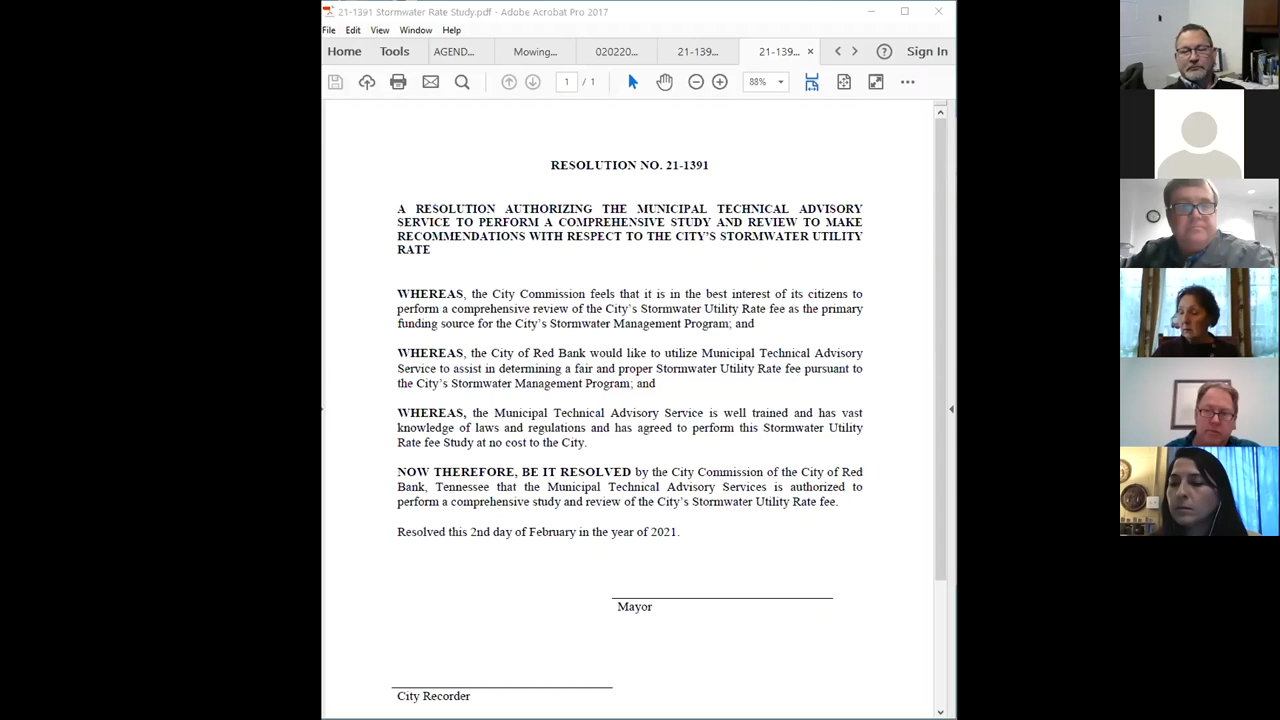 21-1391 Stormwater Rate Study.pdf - Adobe Acrobat Pro 2017
File Edit View Window Help
Home Tools AGEND... Mowing... 020220... 21-139... 21-139... × Sign In
1 / 1 88%
RESOLUTION NO. 21-1391
A RESOLUTION AUTHORIZING THE MUNICIPAL TECHNICAL ADVISORY
SERVICE TO PERFORM A COMPREHENSIVE STUDY AND REVIEW TO MAKE
RECOMMENDATIONS WITH RESPECT TO THE CITY'S STORMWATER UTILITY
RATE
WHEREAS, the City Commission feels that it is in the best interest of its citizens to
perform a comprehensive review of the City's Stormwater Utility Rate fee as the primary
funding source for the City's Stormwater Management Program; and
WHEREAS, the City of Red Bank would like to utilize Municipal Technical Advisory
Service to assist in determining a fair and proper Stormwater Utility Rate fee pursuant to
the City's Stormwater Management Program; and
WHEREAS, the Municipal Technical Advisory Service is well trained and has vast
knowledge of laws and regulations and has agreed to perform this Stormwater Utility
Rate fee Study at no cost to the City.
NOW THEREFORE, BE IT RESOLVED by the City Commission of the City of Red
Bank, Tennessee that the Municipal Technical Advisory Services is authorized to
perform a comprehensive study and review of the City's Stormwater Utility Rate fee.
Resolved this 2nd day of February in the year of 2021.
Mayor
City Recorder